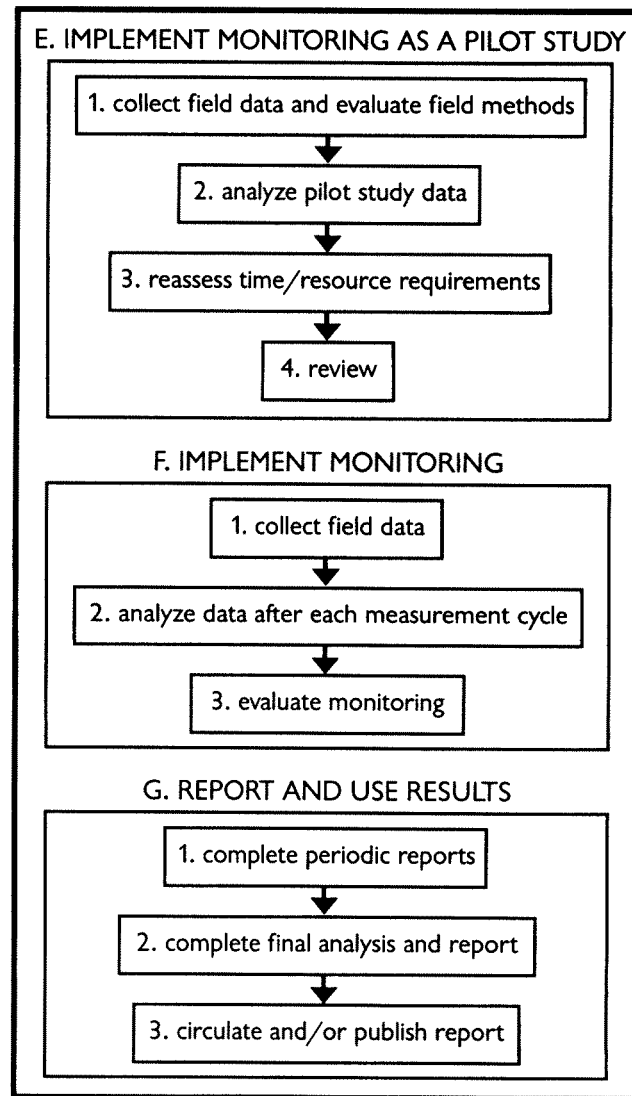 E. IMPLEMENT MONITORING AS A PILOT STUDY
1. collect field data and evaluate field methods
2. analyze pilot study data
3. reassess time/resource requirements
4. review
F. IMPLEMENT MONITORING
1. collect field data
2. analyze data after each measurement cycle
3. evaluate monitoring
G. REPORT AND USE RESULTS
1. complete periodic reports
2. complete final analysis and report
3. circulate and/or publish report